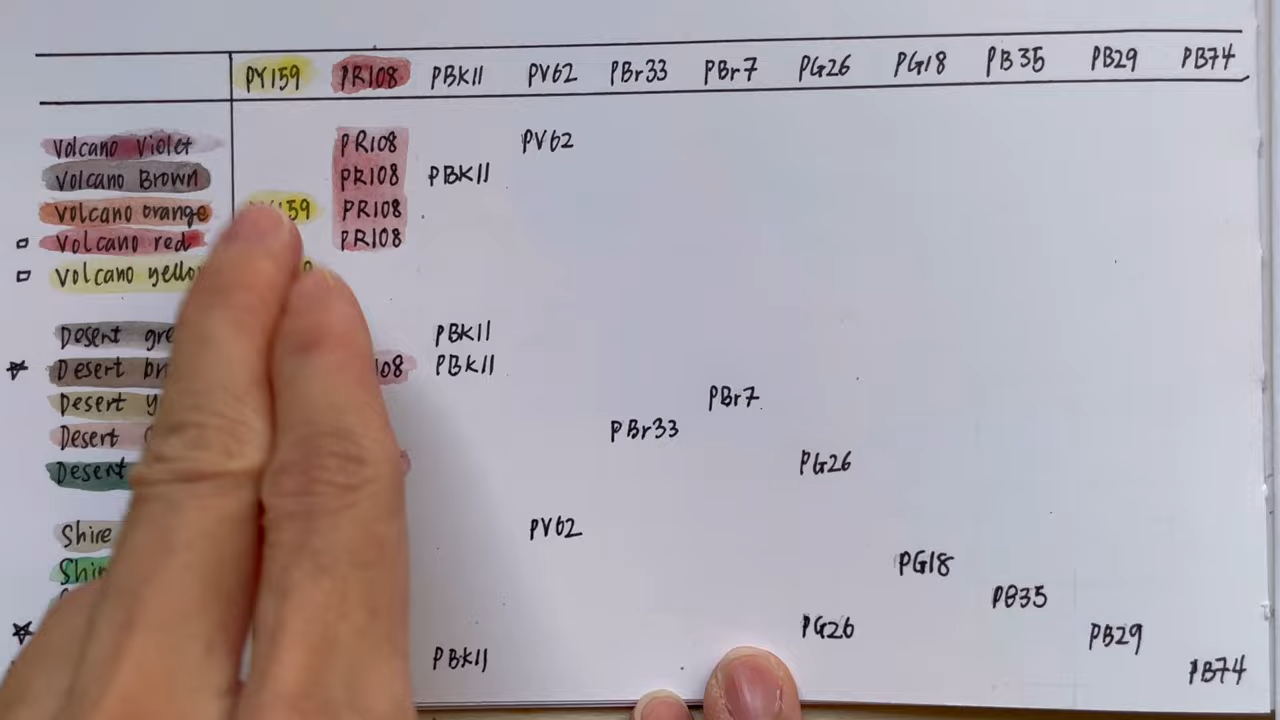 PY159 PR108 PBk11 PV62 PBr33 PBr7 PG26 PG18 PB35 PB29 PB74
Volcano Violet PR108 PV62
Volcano Brown PR108 PBK11
Volcano orange PR108
Volcano red PR108
Volcano
Desert PBK11
Desert PBK11
Desert PBr7
Desert PBr33
Desert PG26
Shire PV62
PG18
PB35
PG26 PB29
PBK11 PB74